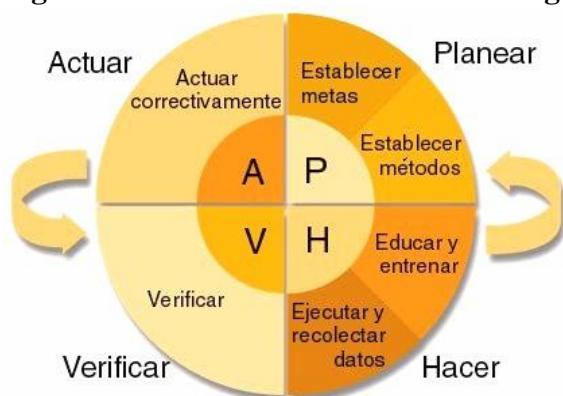 Actuar
Planear
Actuar
correctivamente
Establecer
metas
Establecer
métodos
A
P
V
H
Educar y
entrenar
Verificar
Ejecutar y
recolectar
datos
Verificar
Hacer